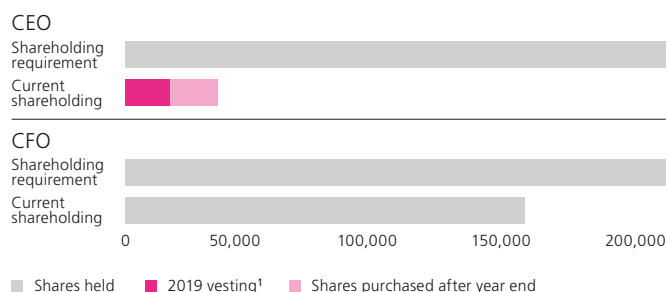 CEO
Shareholding
requirement
Current
shareholding
CFO
Shareholding
requirement
Current
shareholding
0 50,000 100,000 150,000 200,000
Shares held 2019 vesting¹ Shares purchased after year end